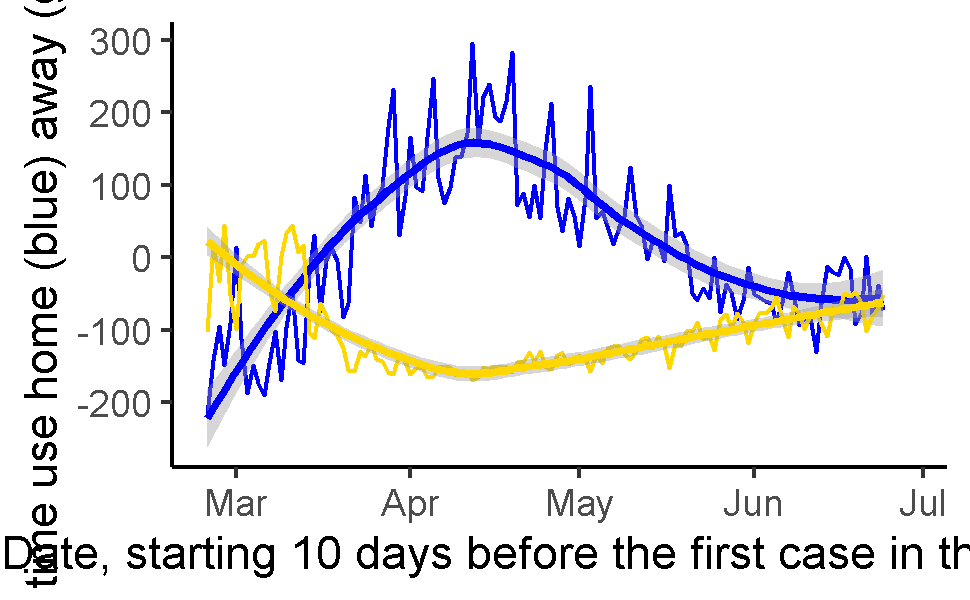 time use home (blue) away (
300
200
100
0
-100
-200
Mar Apr May Jun Jul
Date, starting 10 days before the first case in th